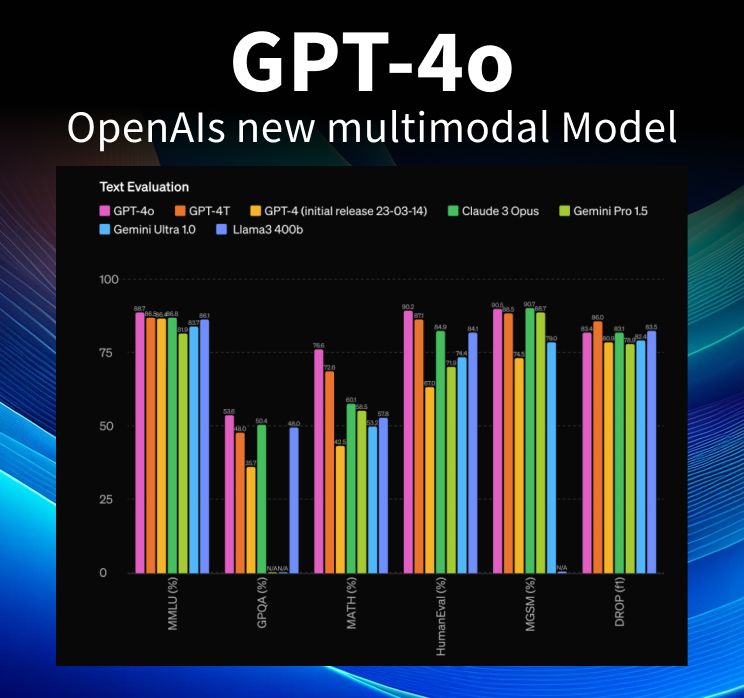 GPT-4o
OpenAIs new multimodal Model
Text Evaluation
GPT-4o GPT-4T GPT-4 (initial release 23-03-14) Claude 3 Opus Gemini Pro 1.5
Gemini Ultra 1.0 Llama3 400b
100
75
50
25
0
88.7 86.5 86.4 86.8 81.9 83.7 86.1
53.6 48.0 35.7 50.4 N/A N/A 48.0
76.6 72.6 42.5 60.1 58.5 53.2 57.8
90.2 87.1 67.0 84.9 71.9 74.4 84.1
90.5 88.5 74.5 90.7 88.7 79.0 N/A
83.4 86.0 80.9 83.1 78.9 82.4 83.5
MMLU (%)
GPQA (%)
MATH (%)
HumanEval (%)
MGSM (%)
DROP (f1)